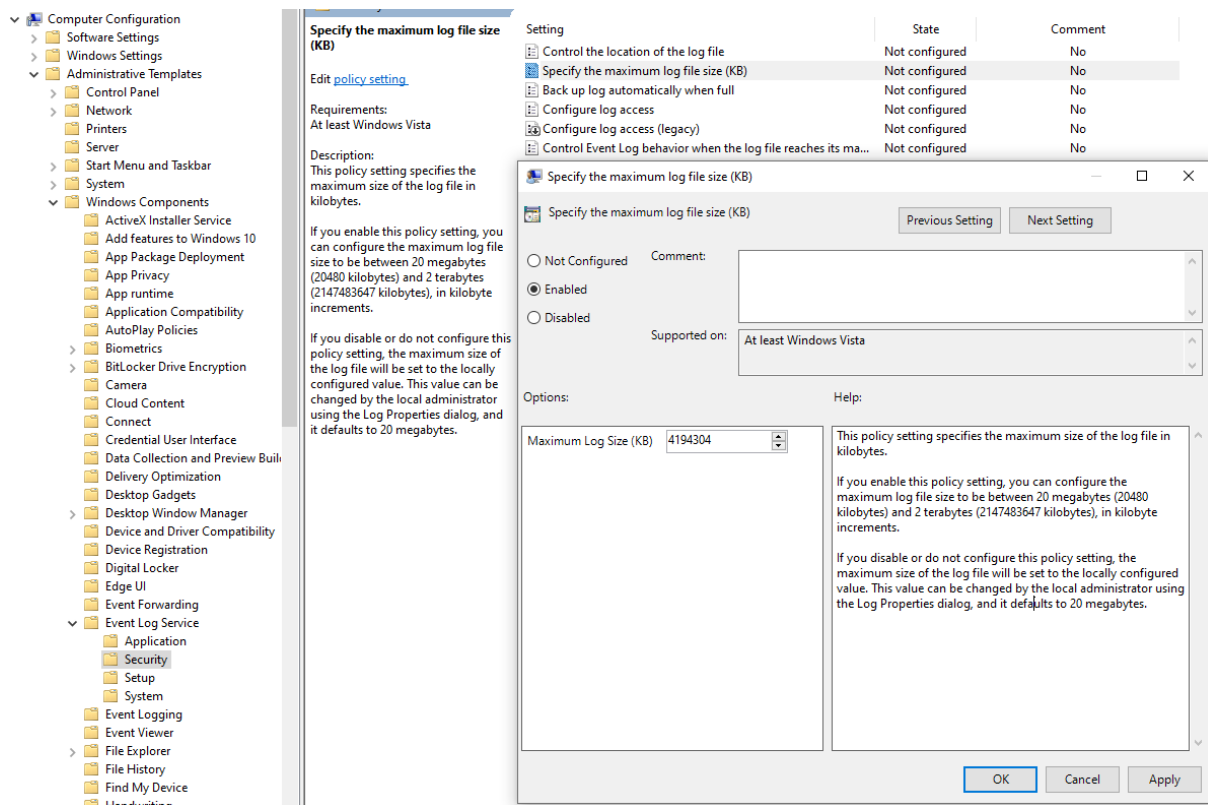 Computer Configuration
Software Settings
Windows Settings
Administrative Templates
Control Panel
Network
Printers
Server
Start Menu and Taskbar
System
Windows Components
ActiveX Installer Service
Add features to Windows 10
App Package Deployment
App Privacy
App runtime
Application Compatibility
AutoPlay Policies
Biometrics
BitLocker Drive Encryption
Camera
Cloud Content
Connect
Credential User Interface
Data Collection and Preview Buil
Delivery Optimization
Desktop Gadgets
Desktop Window Manager
Device and Driver Compatibility
Device Registration
Digital Locker
Edge UI
Event Forwarding
Event Log Service
Application
Security
Setup
System
Event Logging
Event Viewer
File Explorer
File History
Find My Device
Specify the maximum log file size
(KB)
Edit policy setting
Requirements:
At least Windows Vista
Description:
This policy setting specifies the
maximum size of the log file in
kilobytes.
If you enable this policy setting, you
can configure the maximum log file
size to be between 20 megabytes
(20480 kilobytes) and 2 terabytes
(2147483647 kilobytes), in kilobyte
increments.
If you disable or do not configure this
policy setting, the maximum size of
the log file will be set to the locally
configured value. This value can be
changed by the local administrator
using the Log Properties dialog, and
it defaults to 20 megabytes.
Setting State Comment
Control the location of the log file Not configured No
Specify the maximum log file size (KB) Not configured No
Back up log automatically when full Not configured No
Configure log access Not configured No
Configure log access (legacy) Not configured No
Control Event Log behavior when the log file reaches its ma... Not configured No
Specify the maximum log file size (KB)
Specify the maximum log file size (KB)
Previous Setting Next Setting
Not Configured Comment:
Enabled
Disabled
Supported on: At least Windows Vista
Options: Help:
Maximum Log Size (KB) 4194304
This policy setting specifies the maximum size of the log file in
kilobytes.
If you enable this policy setting, you can configure the
maximum log file size to be between 20 megabytes (20480
kilobytes) and 2 terabytes (2147483647 kilobytes), in kilobyte
increments.
If you disable or do not configure this policy setting, the
maximum size of the log file will be set to the locally configured
value. This value can be changed by the local administrator using
the Log Properties dialog, and it defaults to 20 megabytes.
OK Cancel Apply